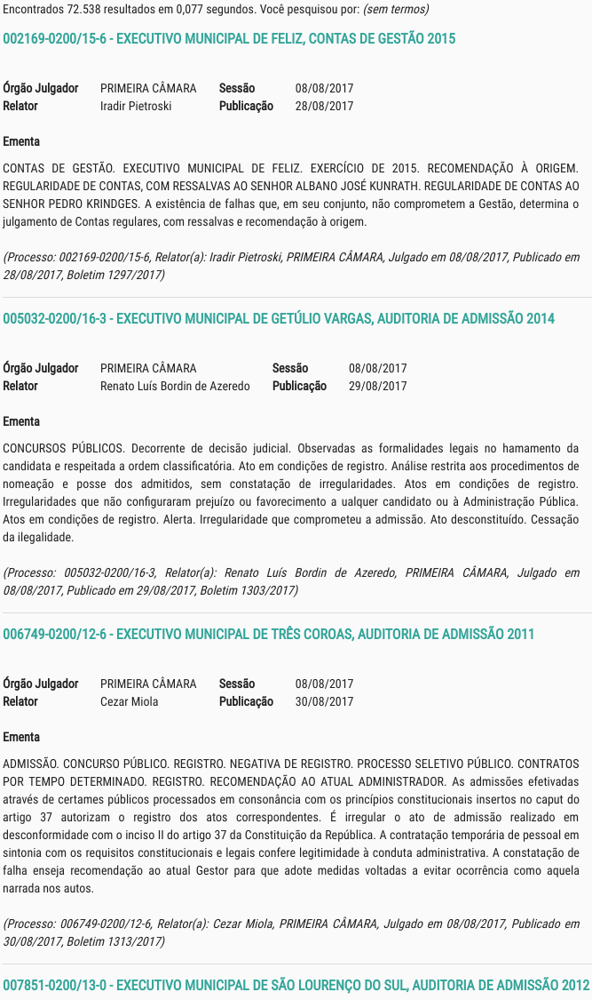 Encontrados 72.538 resultados em 0,077 segundos. Você pesquisou por: (sem termos)
002169-0200/15-6 - EXECUTIVO MUNICIPAL DE FELIZ, CONTAS DE GESTÃO 2015
Órgão Julgador PRIMEIRA CÂMARA Sessão 08/08/2017
Relator Iradir Pietroski Publicação 28/08/2017
Ementa
CONTAS DE GESTÃO. EXECUTIVO MUNICIPAL DE FELIZ. EXERCÍCIO DE 2015. RECOMENDAÇÃO À ORIGEM.
REGULARIDADE DE CONTAS, COM RESSALVAS AO SENHOR ALBANO JOSÉ KUNRATH. REGULARIDADE DE CONTAS AO
SENHOR PEDRO KRINDGES. A existência de falhas que, em seu conjunto, não comprometem a Gestão, determina o
julgamento de Contas regulares, com ressalvas e recomendação à origem.
(Processo: 002169-0200/15-6, Relator(a): Iradir Pietroski, PRIMEIRA CÂMARA, Julgado em 08/08/2017, Publicado em
28/08/2017, Boletim 1297/2017)
005032-0200/16-3 - EXECUTIVO MUNICIPAL DE GETÚLIO VARGAS, AUDITORIA DE ADMISSÃO 2014
Órgão Julgador PRIMEIRA CÂMARA Sessão 08/08/2017
Relator Renato Luís Bordin de Azeredo Publicação 29/08/2017
Ementa
CONCURSOS PÚBLICOS. Decorrente de decisão judicial. Observadas as formalidades legais no hamamento da
candidata e respeitada a ordem classificatória. Ato em condições de registro. Análise restrita aos procedimentos de
nomeação e posse dos admitidos, sem constatação de irregularidades. Atos em condições de registro.
Irregularidades que não configuraram prejuízo ou favorecimento a ualquer candidato ou à Administração Pública.
Atos em condições de registro. Alerta. Irregularidade que comprometeu a admissão. Ato desconstituído. Cessação
da ilegalidade.
(Processo: 005032-0200/16-3, Relator(a): Renato Luís Bordin de Azeredo, PRIMEIRA CÂMARA, Julgado em
08/08/2017, Publicado em 29/08/2017, Boletim 1303/2017)
006749-0200/12-6 - EXECUTIVO MUNICIPAL DE TRÊS COROAS, AUDITORIA DE ADMISSÃO 2011
Órgão Julgador PRIMEIRA CÂMARA Sessão 08/08/2017
Relator Cezar Miola Publicação 30/08/2017
Ementa
ADMISSÃO. CONCURSO PÚBLICO. REGISTRO. NEGATIVA DE REGISTRO. PROCESSO SELETIVO PÚBLICO. CONTRATOS
POR TEMPO DETERMINADO. REGISTRO. RECOMENDAÇÃO AO ATUAL ADMINISTRADOR. As admissões efetivadas
através de certames públicos processados em consonância com os princípios constitucionais insertos no caput do
artigo 37 autorizam o registro dos atos correspondentes. É irregular o ato de admissão realizado em
desconformidade com o inciso II do artigo 37 da Constituição da República. A contratação temporária de pessoal em
sintonia com os requisitos constitucionais e legais confere legitimidade à conduta administrativa. A constatação de
falha enseja recomendação ao atual Gestor para que adote medidas voltadas a evitar ocorrência como aquela
narrada nos autos.
(Processo: 006749-0200/12-6, Relator(a): Cezar Miola, PRIMEIRA CÂMARA, Julgado em 08/08/2017, Publicado em
30/08/2017, Boletim 1313/2017)
007851-0200/13-0 - EXECUTIVO MUNICIPAL DE SÃO LOURENÇO DO SUL, AUDITORIA DE ADMISSÃO 2012